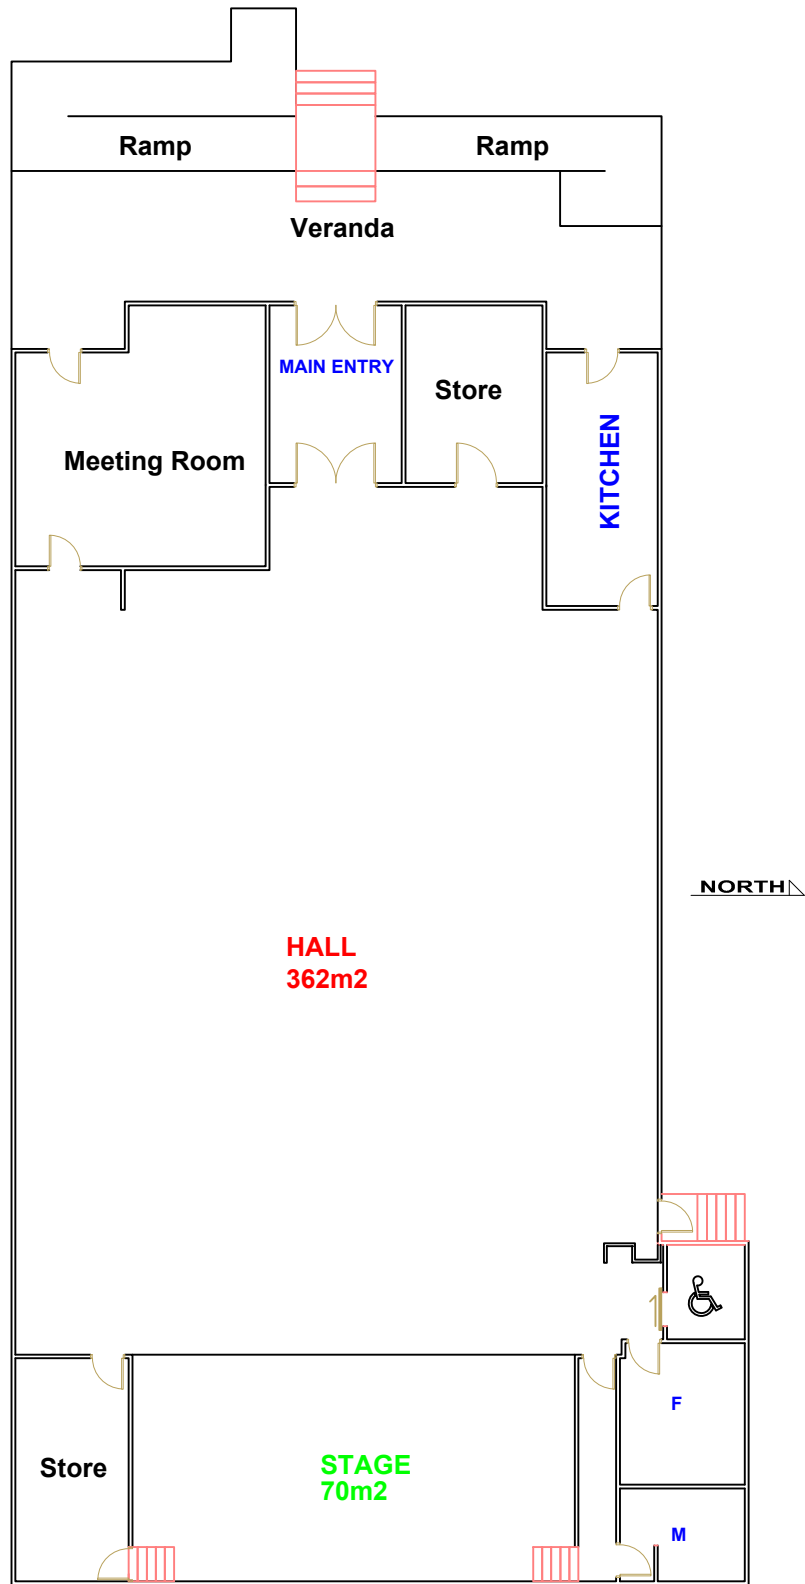 Ramp
Ramp
Veranda
MAIN ENTRY
Store
KITCHEN
Meeting Room
NORTH
HALL
362m2
F
Store
STAGE
70m2
M